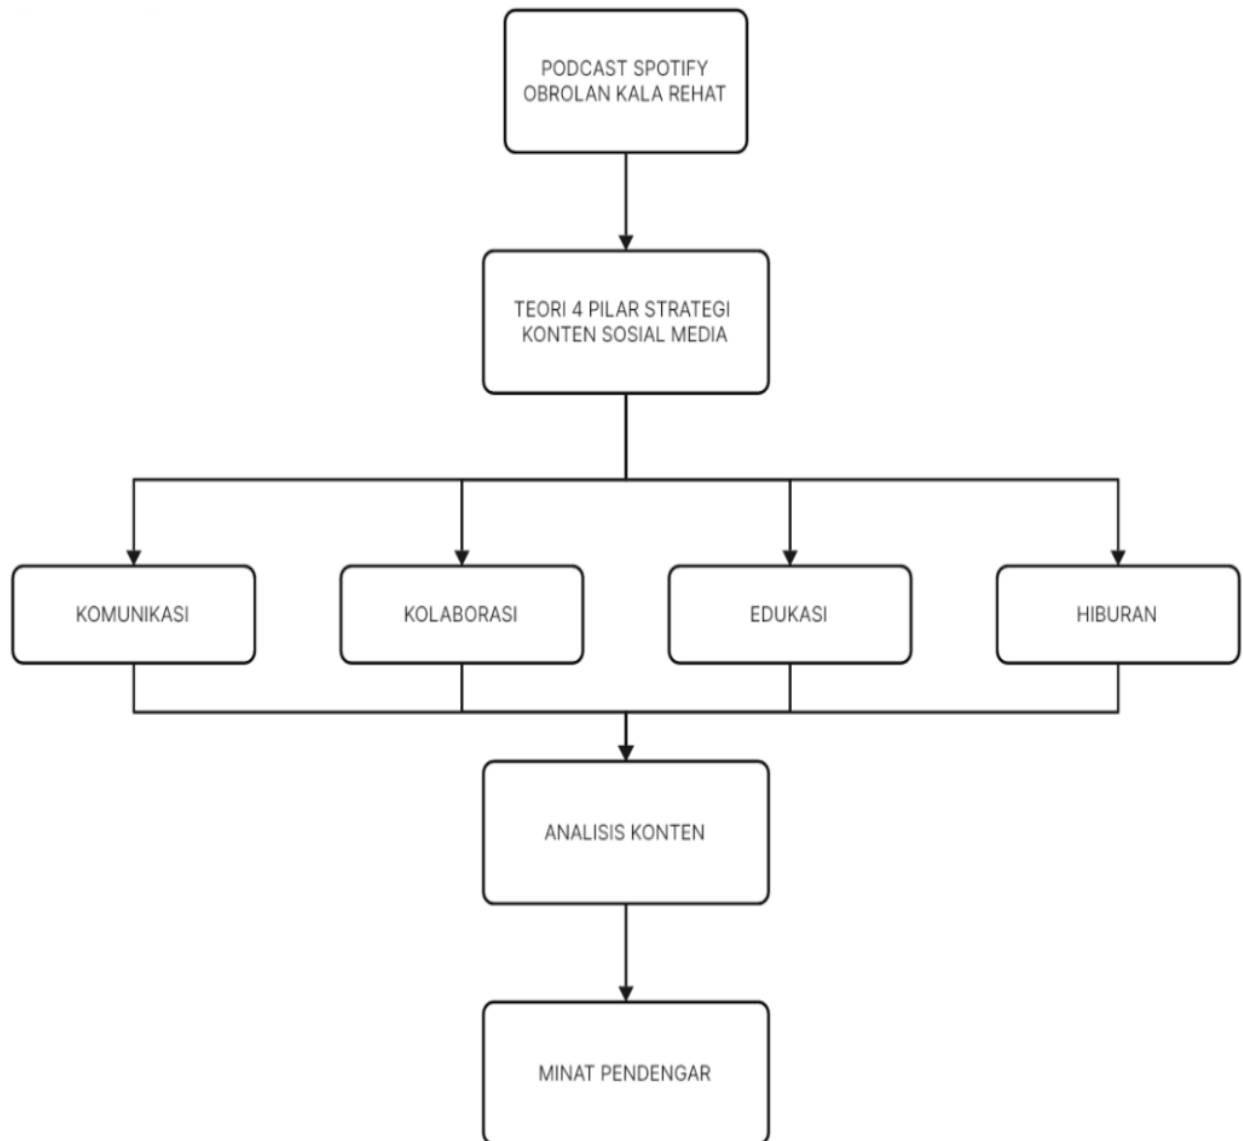 PODCAST SPOTIFY
OBROLAN KALA REHAT
TEORI 4 PILAR STRATEGI
KONTEN SOSIAL MEDIA
KOMUNIKASI
KOLABORASI
EDUKASI
HIBURAN
ANALISIS KONTEN
MINAT PENDENGAR